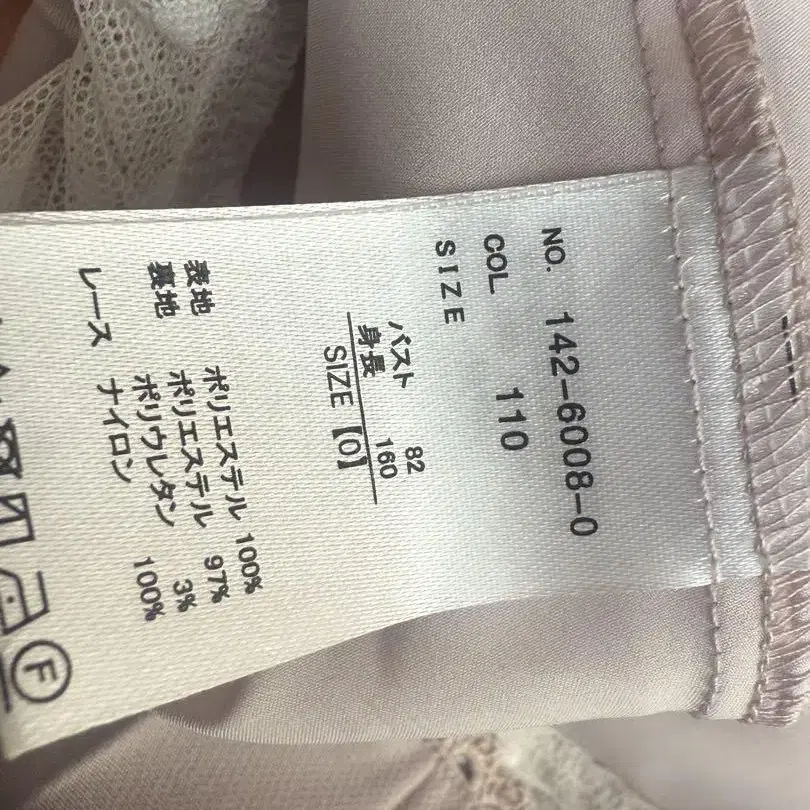 NO. 142-6008-0
COL 110
SIZE
バスト 82
身長 160
SIZE【0】
表地 ポリエステル 100%
裏地 ポリエステル 97%
ポリウレタン 3%
レース ナイロン 100%
F